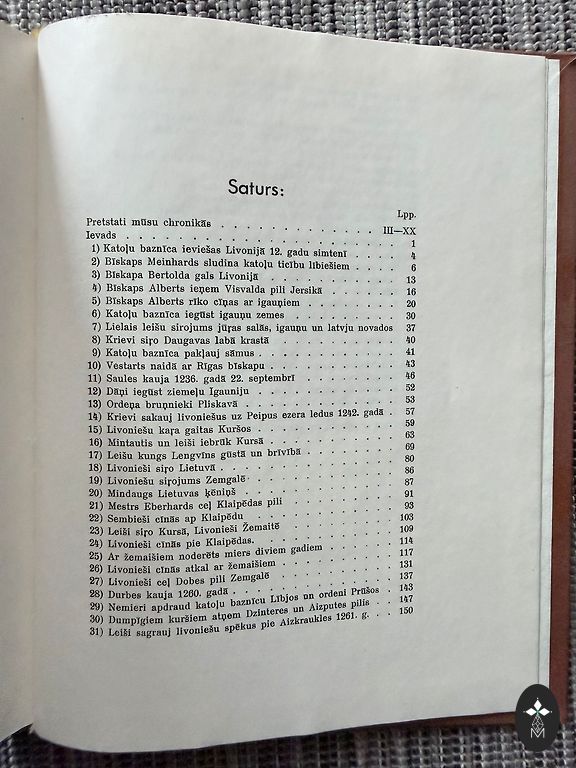 Saturs:
Lpp.
Pretstati mūsu chronikās . . . . . . . . . . . . . III—XX
Ievads . . . . . . . . . . . . . . . . . . . . 1
1) Katoļu baznīca ieviešas Livonijā 12. gadu simtenī . . . . 4
2) Bīskaps Meinhards sludina katoļu ticību lībiešiem . . . . 6
3) Bīskapa Bertolda gals Livonijā . . . . . . . . . . 13
4) Bīskaps Alberts ieņem Visvalda pili Jersikā . . . . . . 16
5) Bīskaps Alberts rīko cīņas ar igauņiem . . . . . . . 20
6) Katoļu baznīca iegūst igauņu zemes . . . . . . . . 30
7) Lielais leišu sirojums jūras salās, igauņu un latvju novados 37
8) Krievi siro Daugavas labā krastā . . . . . . . . . 40
9) Katoļu baznīca pakļauj sāmus . . . . . . . . . . 41
10) Vestarts naidā ar Rīgas bīskapu . . . . . . . . . 43
11) Saules kauja 1236. gadā 22. septembrī . . . . . . . 46
12) Dāņi iegūst ziemeļu Igauniju . . . . . . . . . . 52
13) Ordeņa bruņnieki Pliskavā . . . . . . . . . . . 53
14) Krievi sakauj livoniešus uz Peipus ezera ledus 1242. gadā . 57
15) Livoniešu kaŗa gaitas Kuršos . . . . . . . . . . 59
16) Mintautis un leiši iebrūk Kursā . . . . . . . . . 63
17) Leišu kungs Lengvīns gūstā un brīvībā . . . . . . . 69
18) Livonieši siro Lietuvā . . . . . . . . . . . . 80
19) Livoniešu sirojums Zemgalē . . . . . . . . . . 86
20) Mindaugs Lietuvas ķēniņš . . . . . . . . . . . 87
21) Mestrs Eberhards ceļ Klaipēdas pili . . . . . . . . 91
22) Sembieši cīnās ap Klaipēdu . . . . . . . . . . 93
23) Leiši siro Kursā, Livonieši Žemaitē . . . . . . . . 103
24) Livonieši cīnās pie Klaipēdas. . . . . . . . . . 109
25) Ar žemaišiem noderēts miers diviem gadiem . . . . . 114
26) Livonieši cīnās atkal ar žemaišiem . . . . . . . . 117
27) Livonieši ceļ Dobes pili Zemgalē . . . . . . . . . 131
28) Durbes kauja 1260. gadā . . . . . . . . . . . 137
29) Nemieri apdraud katoļu baznīcu Lībjos un ordeni Prūšos . 143
30) Dumpīgiem kuršiem atņem Dzinteres un Aizputes pilis . . 147
31) Leiši sagrauj livoniešu spēkus pie Aizkraukles 1261. g. . . 150